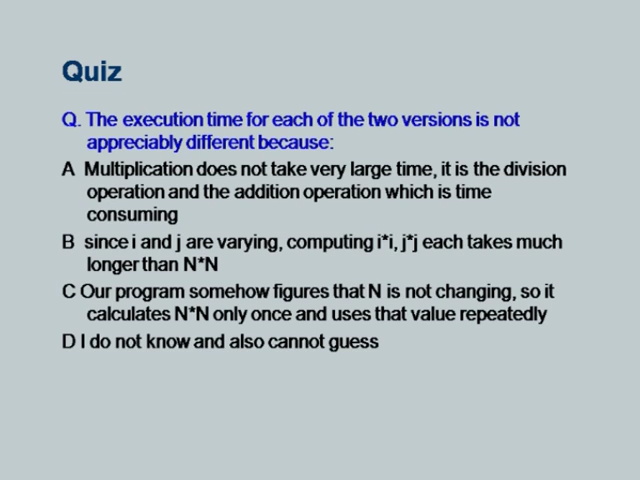 Quiz
Q. The execution time for each of the two versions is not
appreciably different because:
A Multiplication does not take very large time, it is the division
operation and the addition operation which is time
consuming
B since i and j are varying, computing i*i, j*j each takes much
longer than N*N
C Our program somehow figures that N is not changing, so it
calculates N*N only once and uses that value repeatedly
D I do not know and also cannot guess